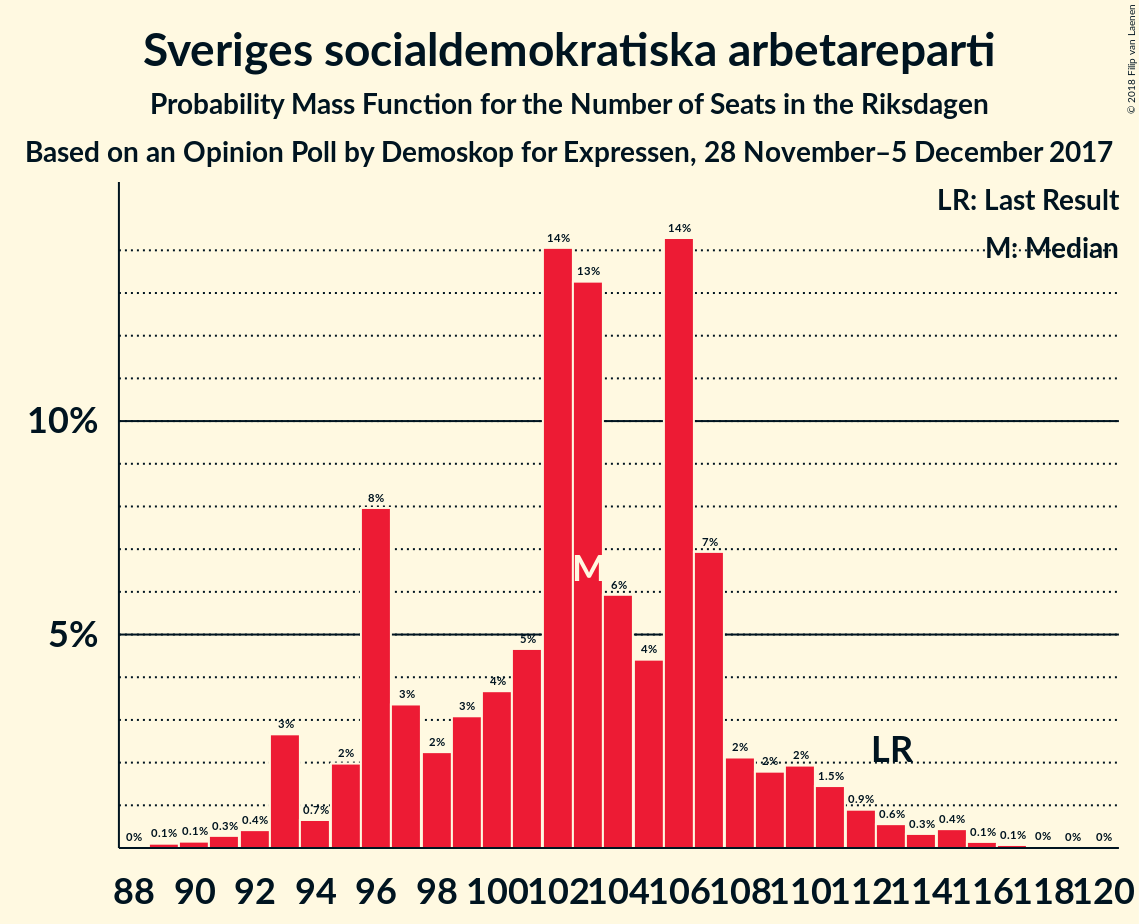 Sveriges socialdemokratiska arbetareparti
Probability Mass Function for the Number of Seats in the Riksdagen
Based on an Opinion Poll by Demoskop for Expressen, 28 November–5 December 2017
© 2018 Filip van Laenen
LR: Last Result
M: Median
10%
5%
0% 0.1% 0.1% 0.3% 0.4% 3% 0.7% 2% 8% 3% 2% 3% 4% 5% 14% 13% 6% 4% 14% 7% 2% 2% 2% 1.5% 0.9% 0.6% 0.3% 0.4% 0.1% 0.1% 0% 0% 0%
M
LR
88 90 92 94 96 98 100 102 104 106 108 110 112 114 116 118 120